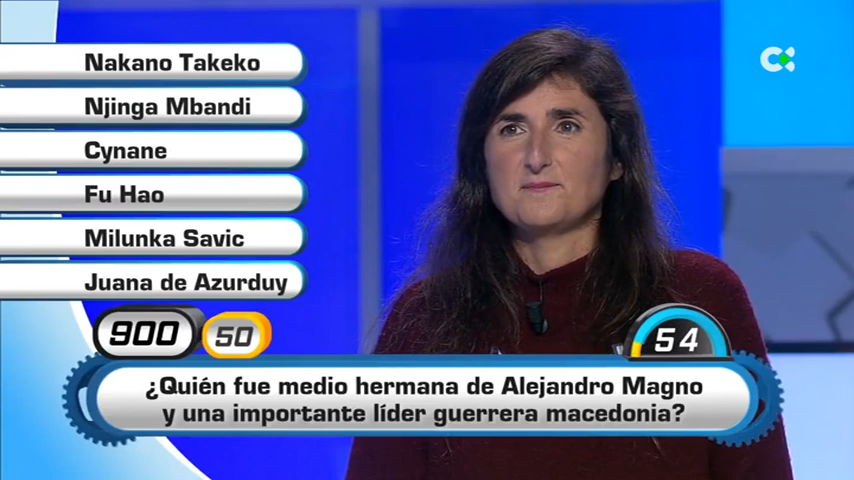 Nakano Takeko
Njinga Mbandi
Cynane
Fu Hao
Milunka Savic
Juana de Azurduy
900
50
54
¿Quién fue medio hermana de Alejandro Magno
y una importante líder guerrera macedonia?